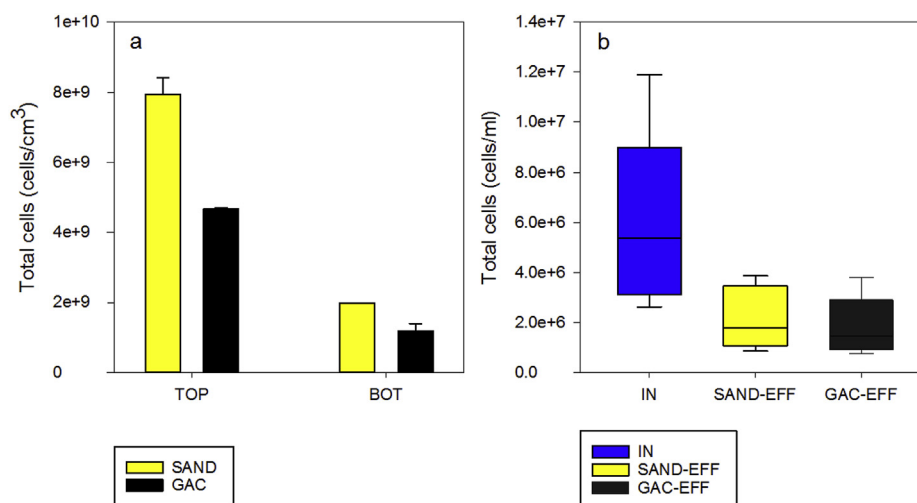 a
Total cells (cells/cm³)
1e+10
8e+9
6e+9
4e+9
2e+9
0
TOP BOT
SAND
GAC
b
Total cells (cells/ml)
1.4e+7
1.2e+7
1.0e+7
8.0e+6
6.0e+6
4.0e+6
2.0e+6
0.0
IN SAND-EFF GAC-EFF
IN
SAND-EFF
GAC-EFF